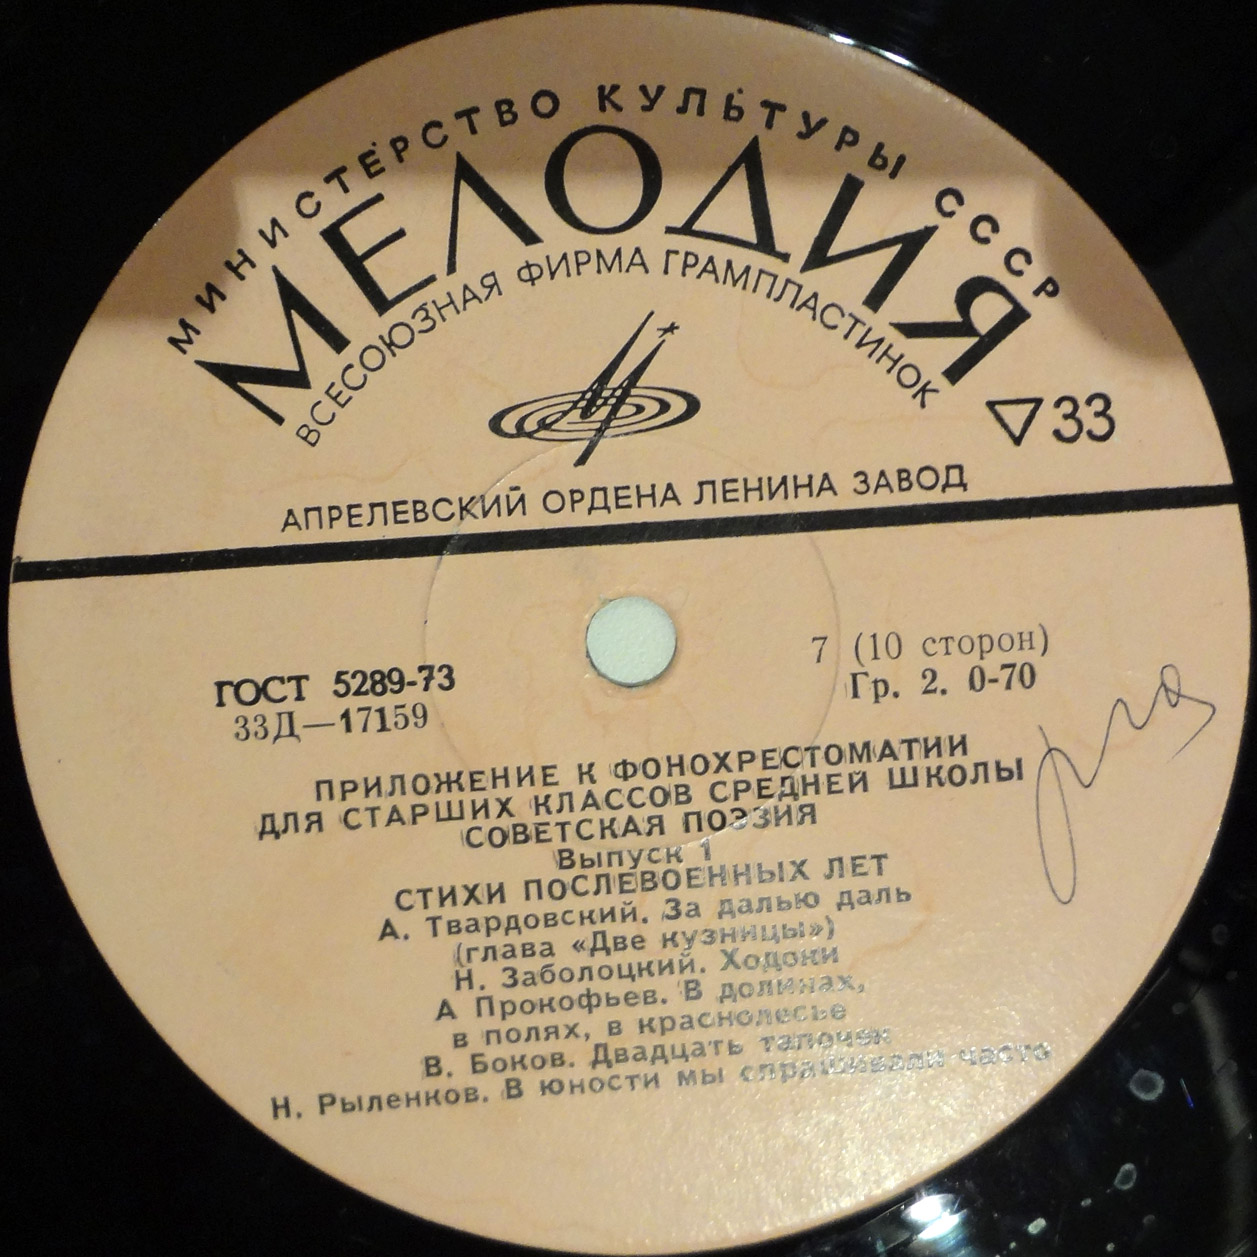 МИНИСТЕРСТВО КУЛЬТУРЫ СССР
МЕЛОДИЯ
ВСЕСОЮЗНАЯ ФИРМА ГРАМПЛАСТИНОК
33
АПРЕЛЕВСКИЙ ОРДЕНА ЛЕНИНА ЗАВОД
ГОСТ 5289-73
33Д—17159
7 (10 сторон)
Гр. 2. 0-70
ПРИЛОЖЕНИЕ К ФОНОХРЕСТОМАТИИ
ДЛЯ СТАРШИХ КЛАССОВ СРЕДНЕЙ ШКОЛЫ
СОВЕТСКАЯ ПОЭЗИЯ
Выпуск 1
СТИХИ ПОСЛЕВОЕННЫХ ЛЕТ
А. Твардовский. За далью даль
(глава «Две кузницы»)
Н. Заболоцкий. Ходоки
А Прокофьев. В долинах,
в полях, в краснолесье
В. Боков. Двадцать тапочек
Н. Рыленков. В юности мы спрашивали часто